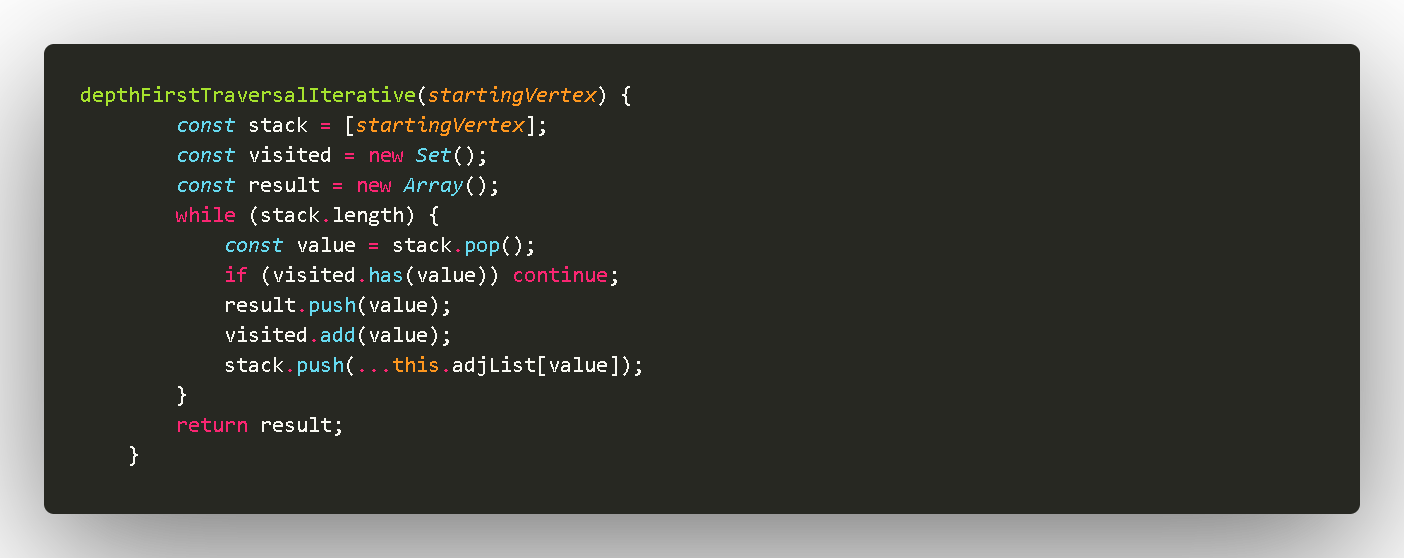 depthFirstTraversalIterative(startingVertex) {
        const stack = [startingVertex];
        const visited = new Set();
        const result = new Array();
        while (stack.length) {
            const value = stack.pop();
            if (visited.has(value)) continue;
            result.push(value);
            visited.add(value);
            stack.push(...this.adjList[value]);
        }
        return result;
    }